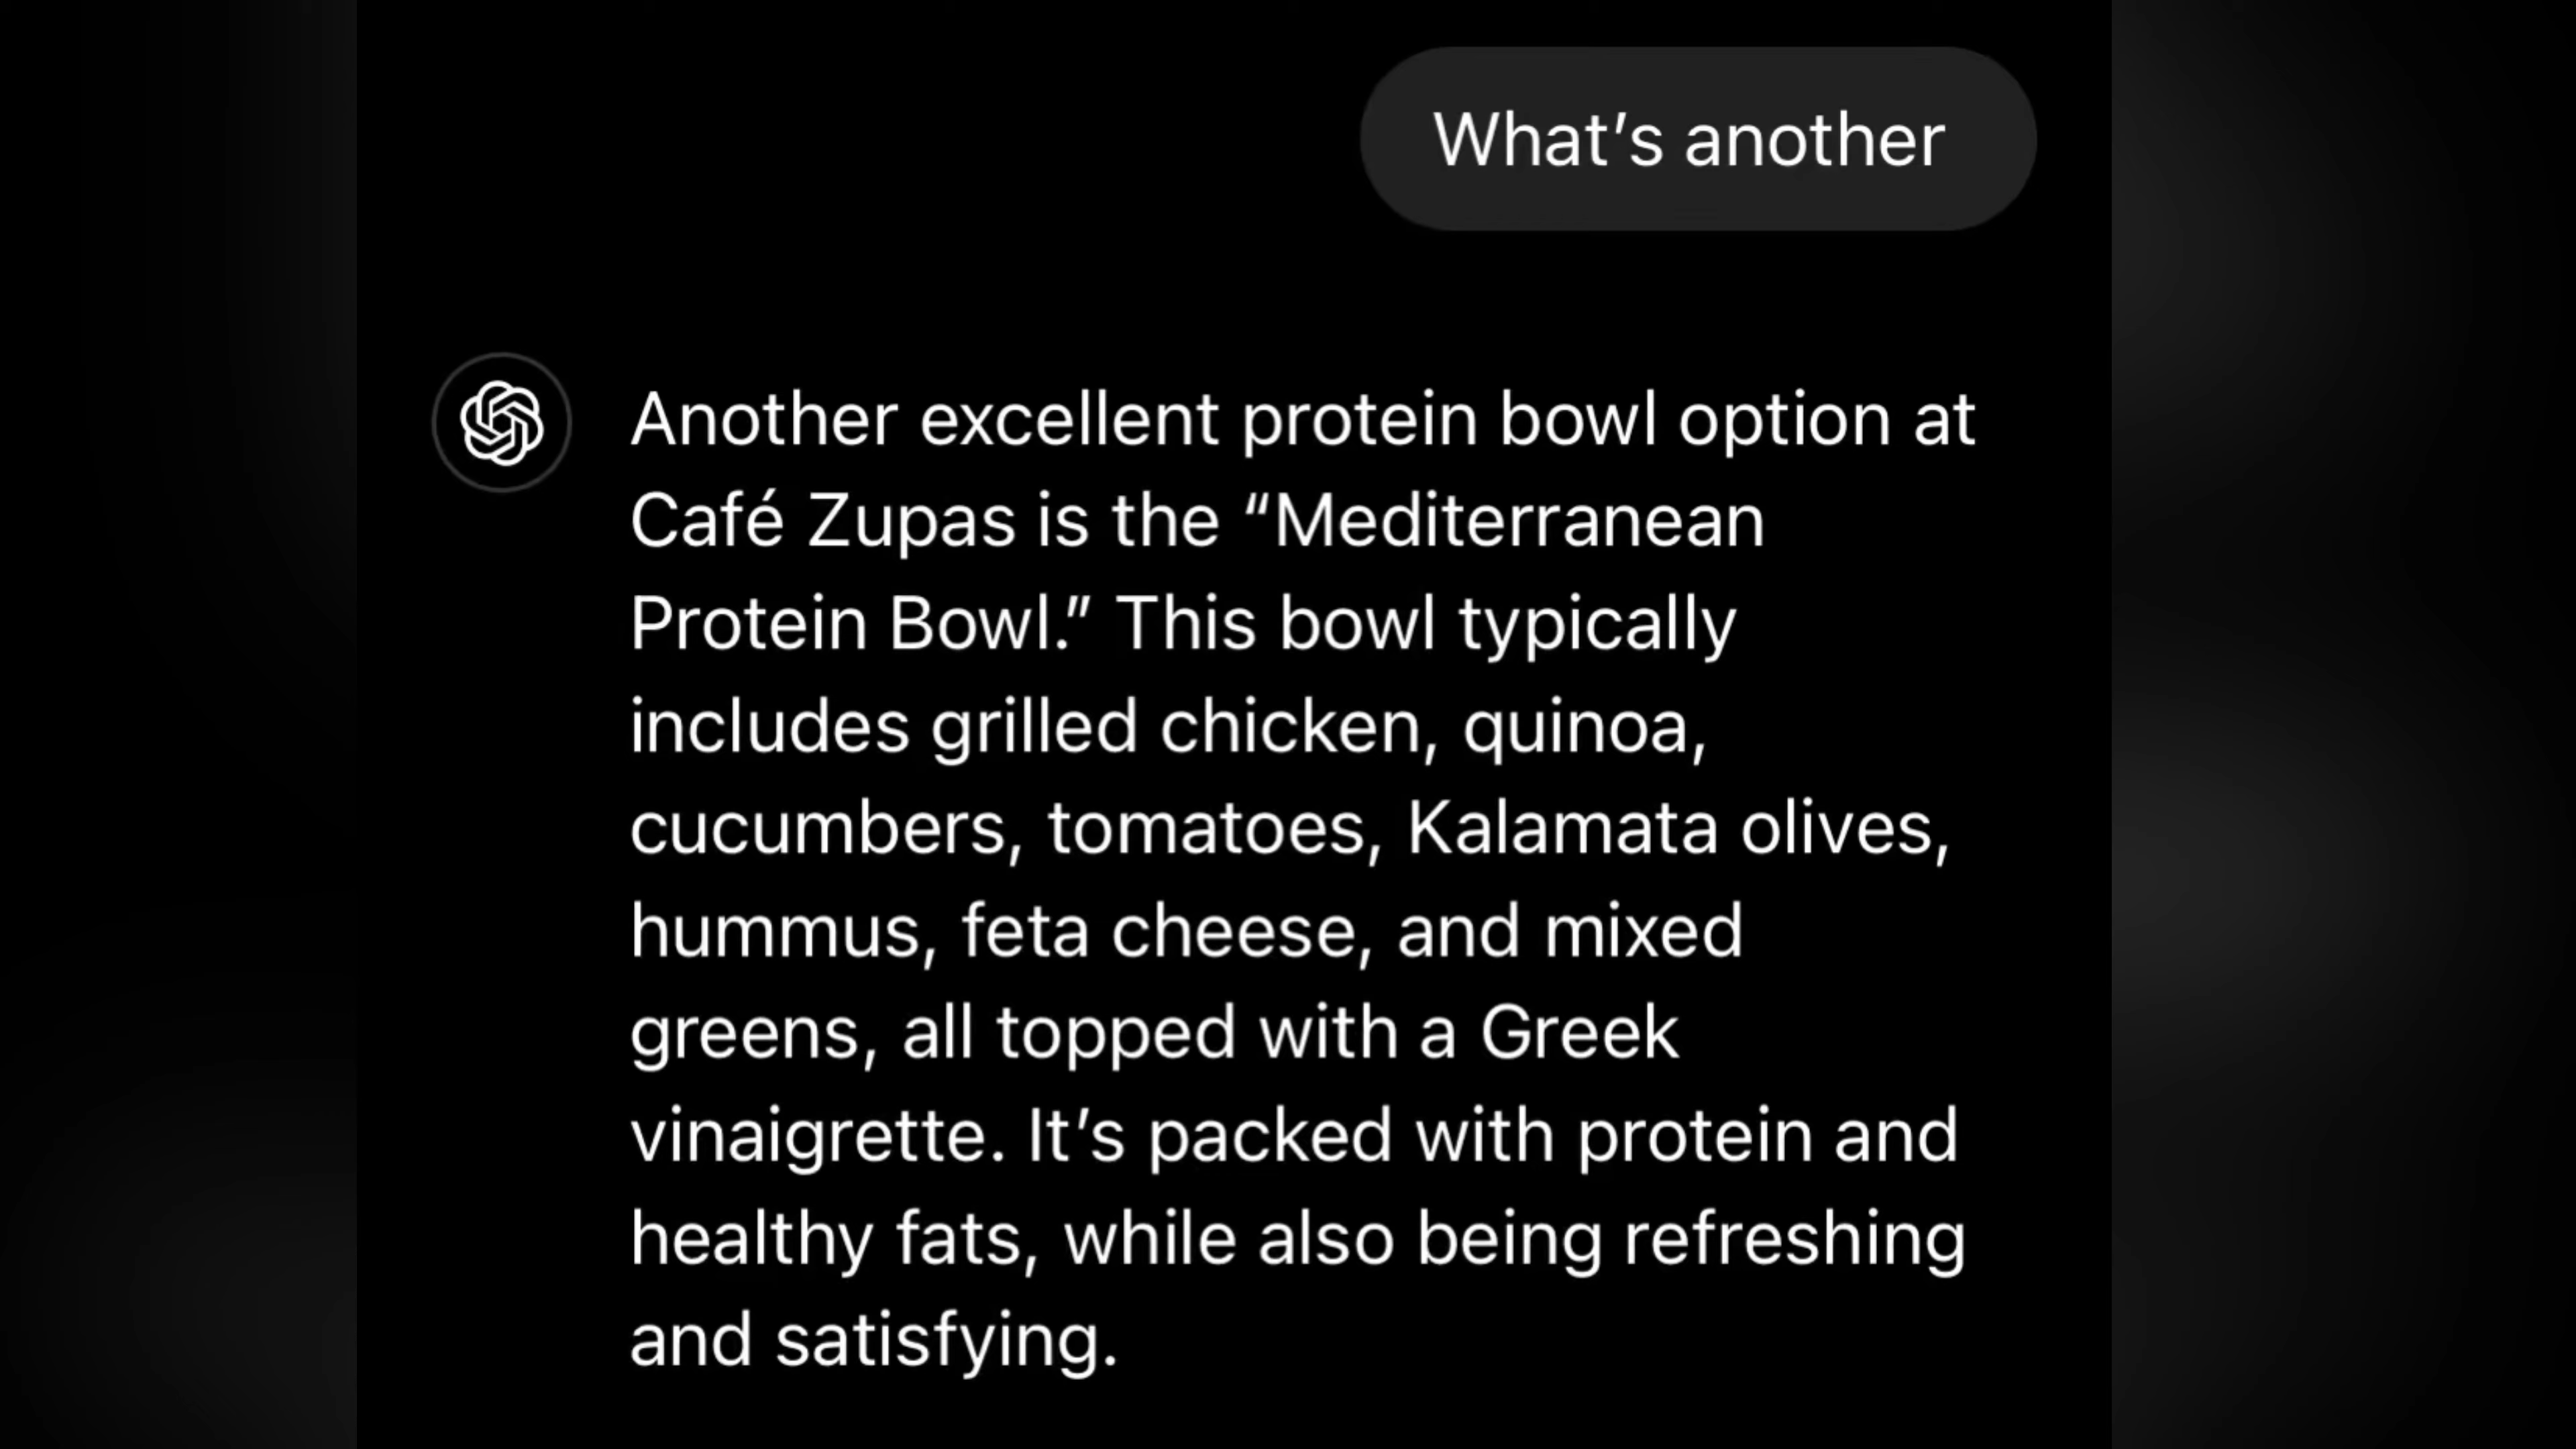 What’s another
Another excellent protein bowl option at
Café Zupas is the “Mediterranean
Protein Bowl.” This bowl typically
includes grilled chicken, quinoa,
cucumbers, tomatoes, Kalamata olives,
hummus, feta cheese, and mixed
greens, all topped with a Greek
vinaigrette. It’s packed with protein and
healthy fats, while also being refreshing
and satisfying.